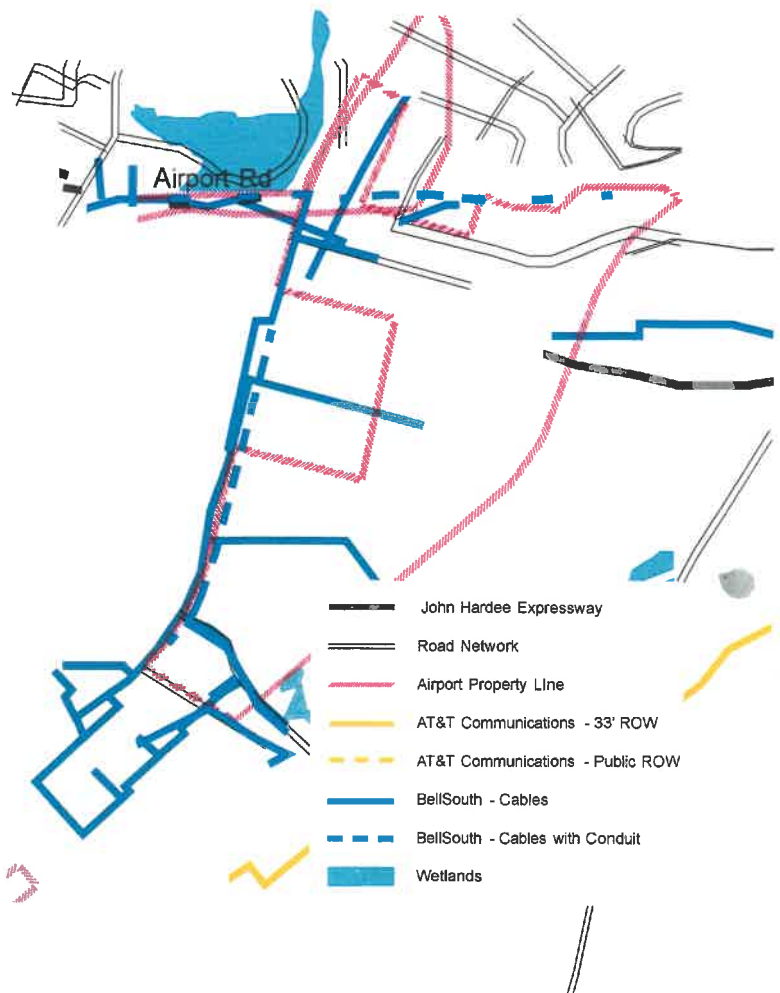 Airport Rd
John Hardee Expressway
Road Network
Airport Property LIne
AT&T Communications - 33' ROW
AT&T Communications - Public ROW
BellSouth - Cables
BellSouth - Cables with Conduit
Wetlands